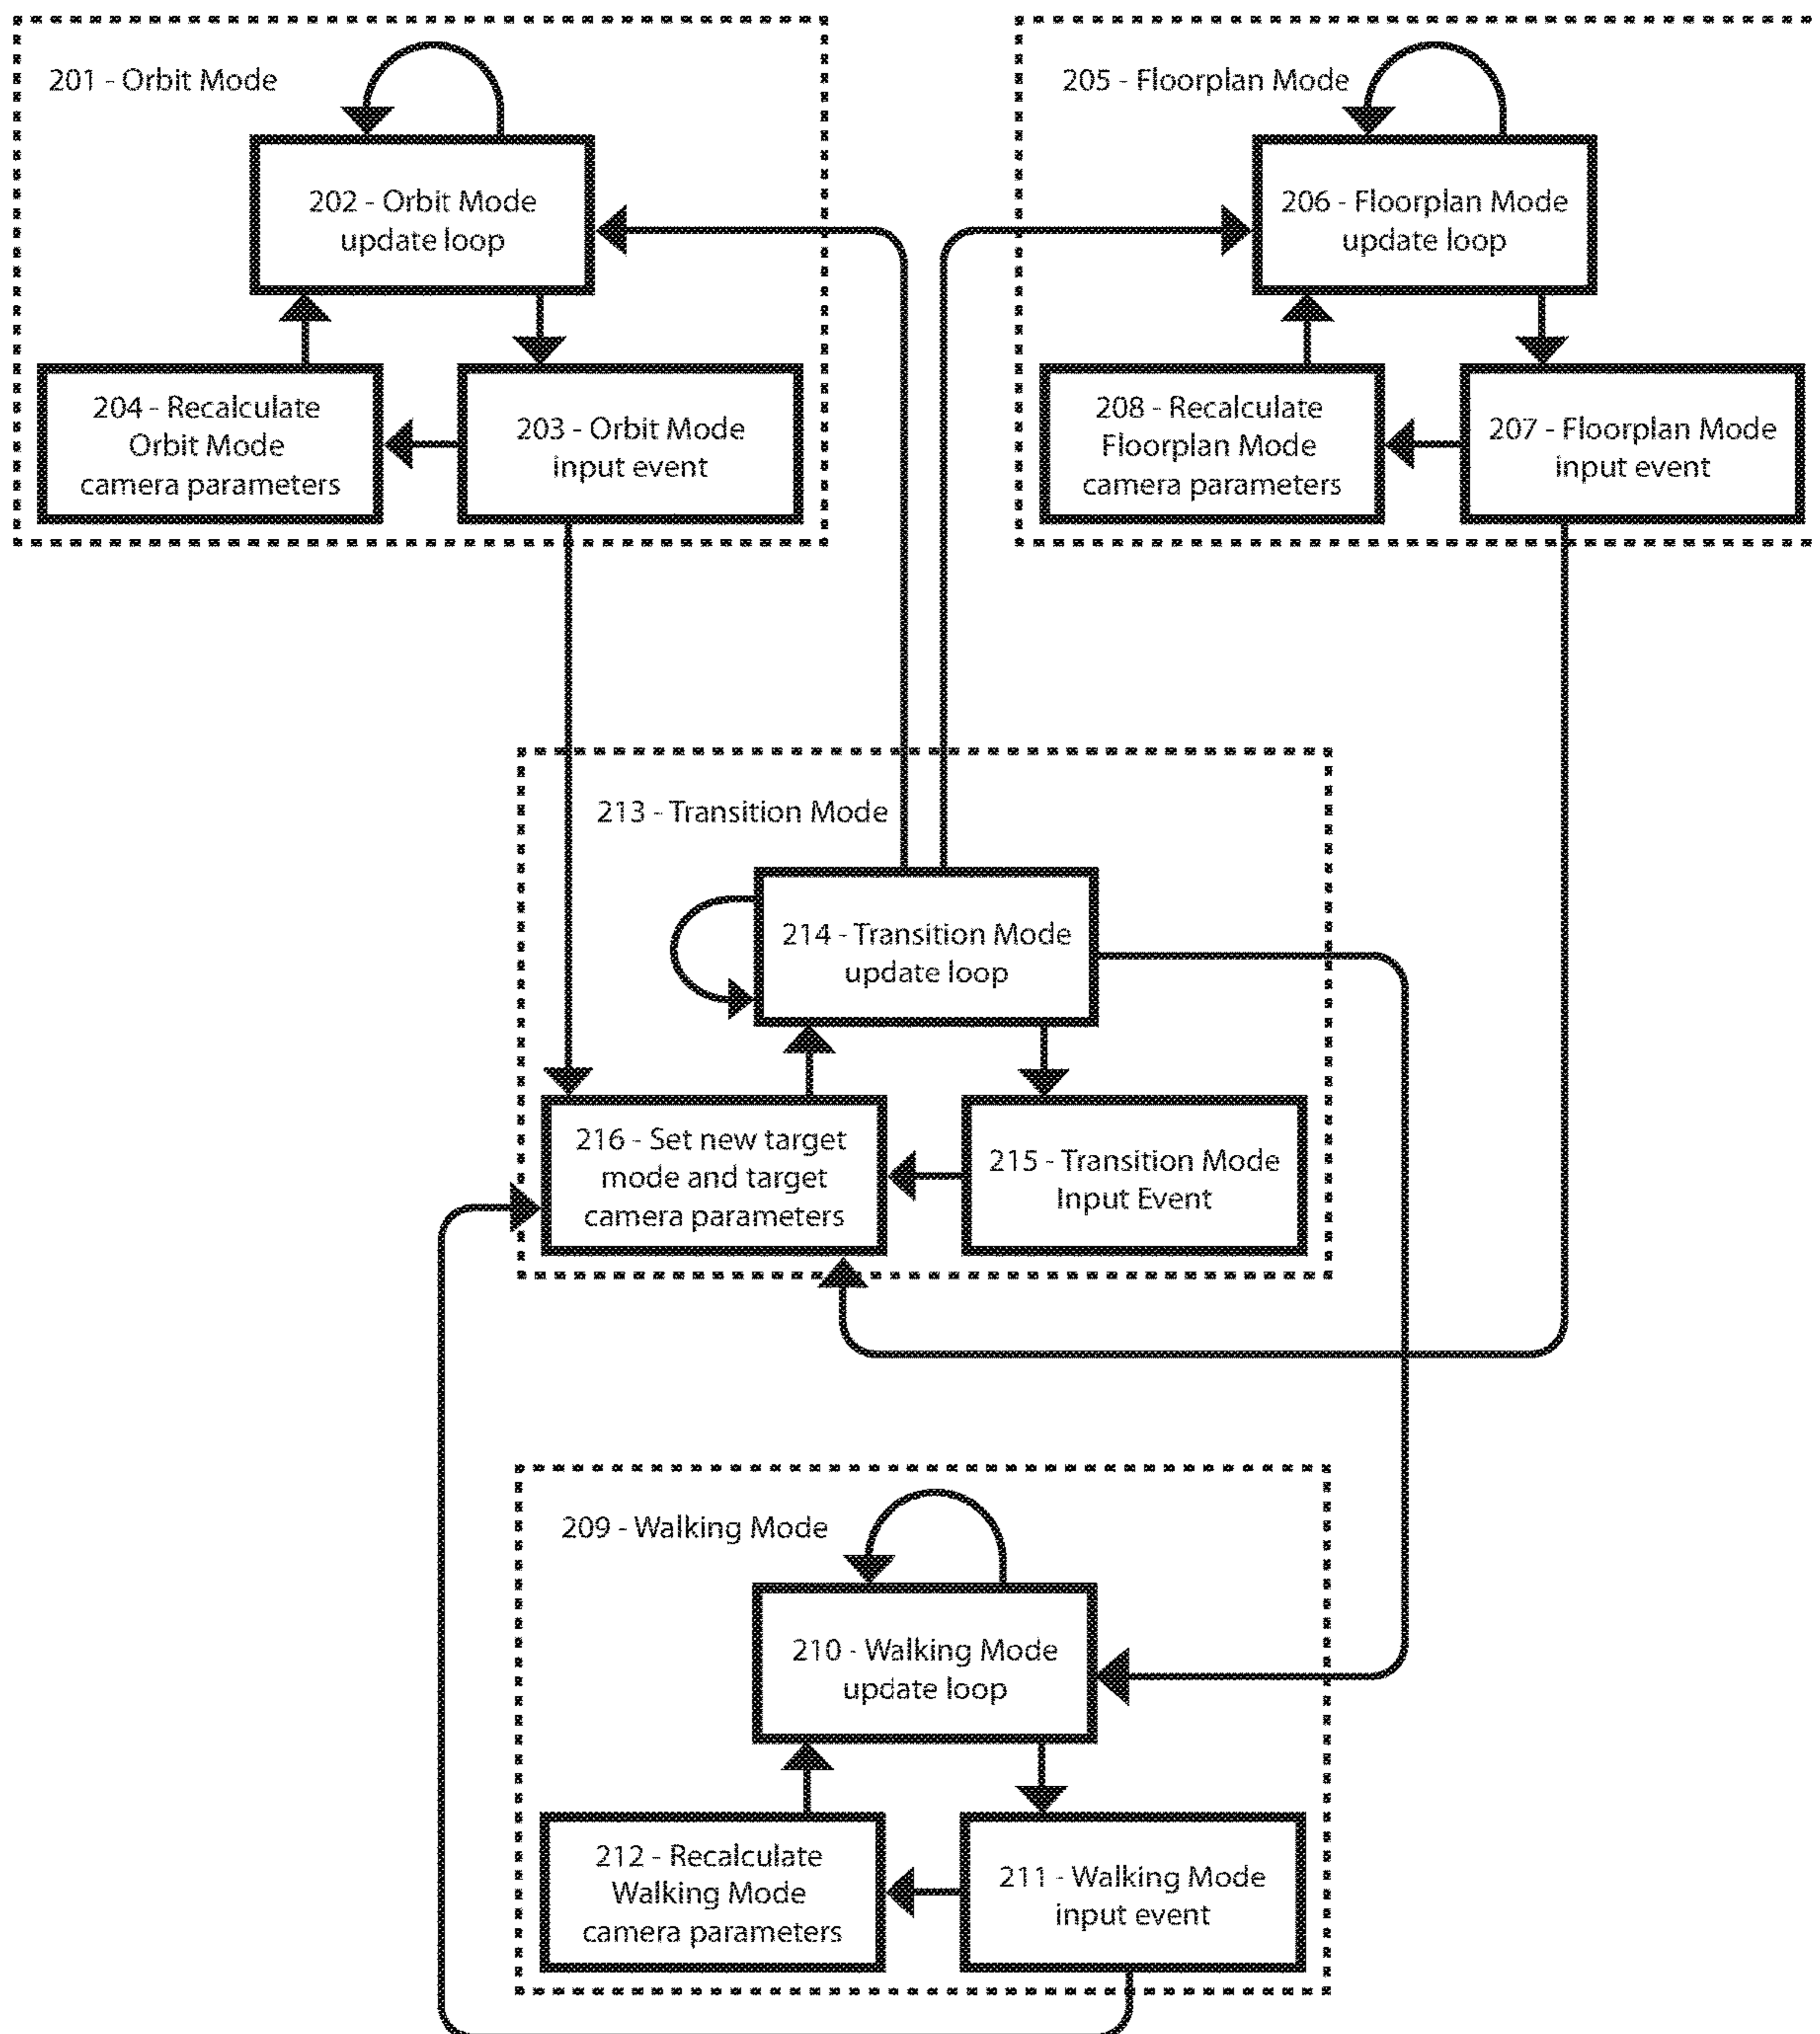 201 - Orbit Mode
202 - Orbit Mode
update loop
204 - Recalculate
Orbit Mode
camera parameters
203 - Orbit Mode
input event
205 - Floorplan Mode
206 - Floorplan Mode
update loop
208 - Recalculate
Floorplan Mode
camera parameters
207 - Floorplan Mode
input event
213 - Transition Mode
214 - Transition Mode
update loop
216 - Set new target
mode and target
camera parameters
215 - Transition Mode
Input Event
209 - Walking Mode
210 - Walking Mode
update loop
212 - Recalculate
Walking Mode
camera parameters
211 - Walking Mode
input event